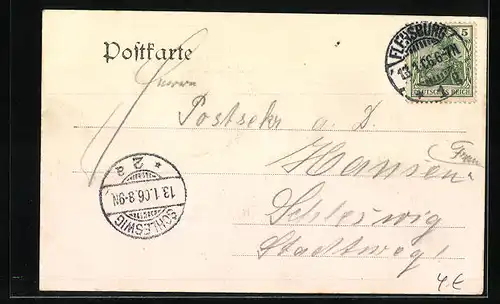 Postkarte
FLENSBURG
13.1.06.6-7N.
5
DEUTSCHES REICH
Herrn
Postsekr a. D.
(Frau
Hansen
Schleswig
Stadtweg
* 2 a
13.1.06.8-9N.
SCHLESWIG
4.€